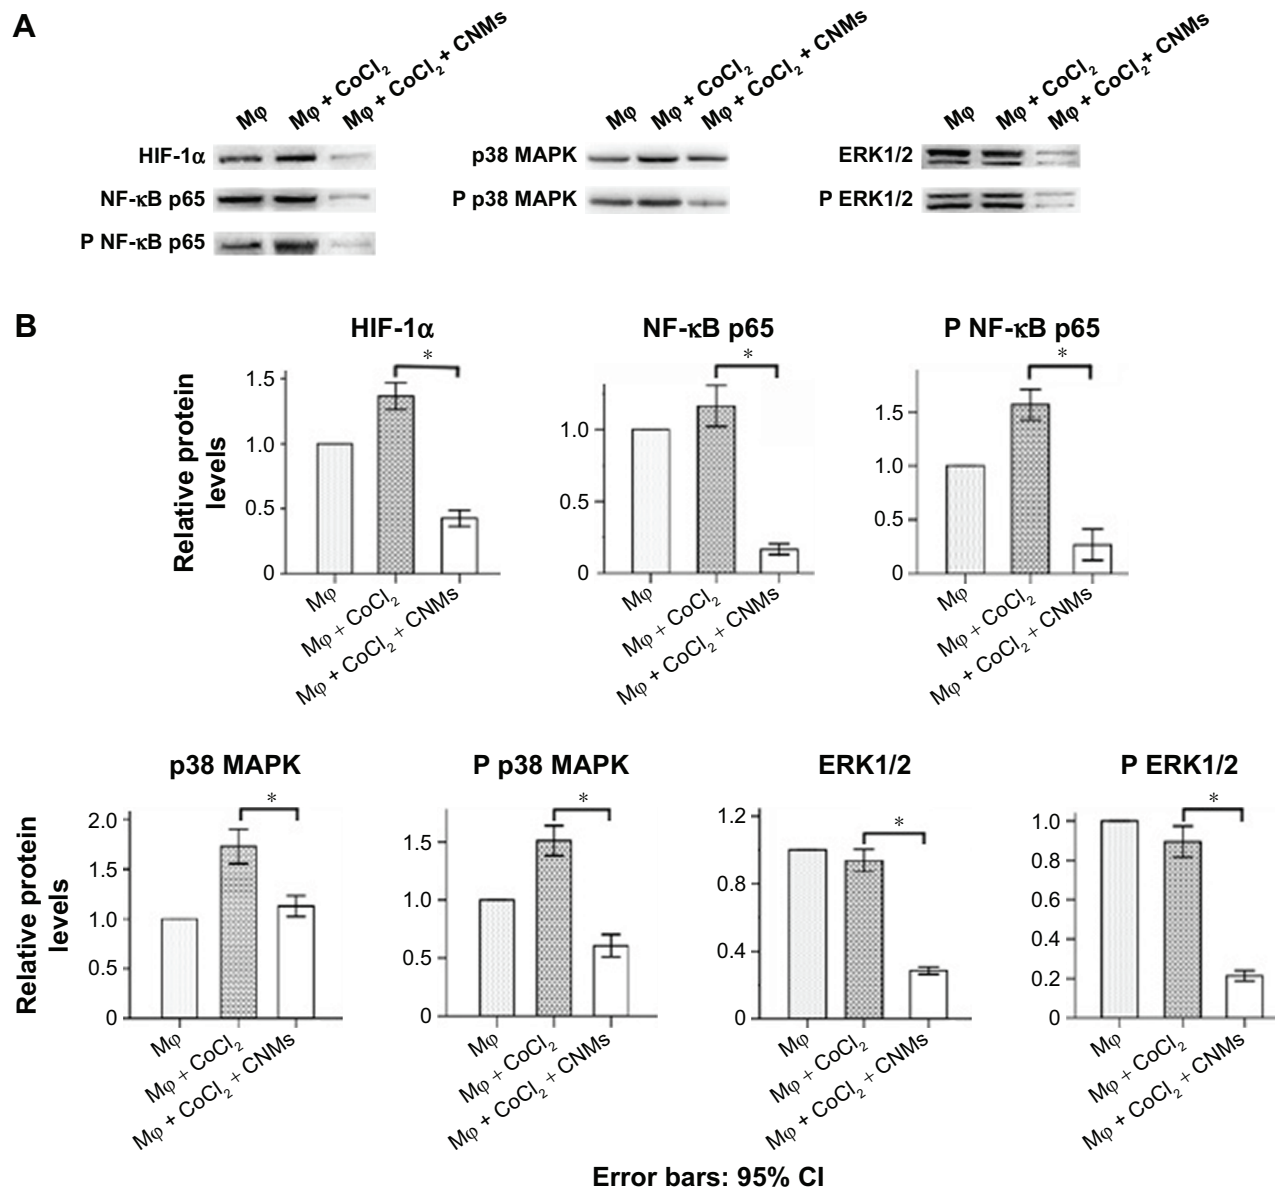 A
Mφ
Mφ + CoCl2
Mφ + CoCl2 + CNMs
Mφ
Mφ + CoCl2
Mφ + CoCl2 + CNMs
Mφ
Mφ + CoCl2
Mφ + CoCl2 + CNMs
HIF-1α
NF-κB p65
P NF-κB p65
p38 MAPK
P p38 MAPK
ERK1/2
P ERK1/2
B
HIF-1α
*
Relative protein
levels
1.5
1.0
0.5
0
Mφ
Mφ + CoCl2
Mφ + CoCl2 + CNMs
NF-κB p65
*
1.0
0.5
0
Mφ
Mφ + CoCl2
Mφ + CoCl2 + CNMs
P NF-κB p65
*
1.5
1.0
0.5
0
Mφ
Mφ + CoCl2
Mφ + CoCl2 + CNMs
p38 MAPK
*
Relative protein
levels
2.0
1.5
1.0
0.5
0
Mφ
Mφ + CoCl2
Mφ + CoCl2 + CNMs
P p38 MAPK
*
1.5
1.0
0.5
0
Mφ
Mφ + CoCl2
Mφ + CoCl2 + CNMs
ERK1/2
*
1.2
0.8
0.4
0
Mφ
Mφ + CoCl2
Mφ + CoCl2 + CNMs
P ERK1/2
*
1.0
0.8
0.6
0.4
0.2
0
Mφ
Mφ + CoCl2
Mφ + CoCl2 + CNMs
Error bars: 95% CI